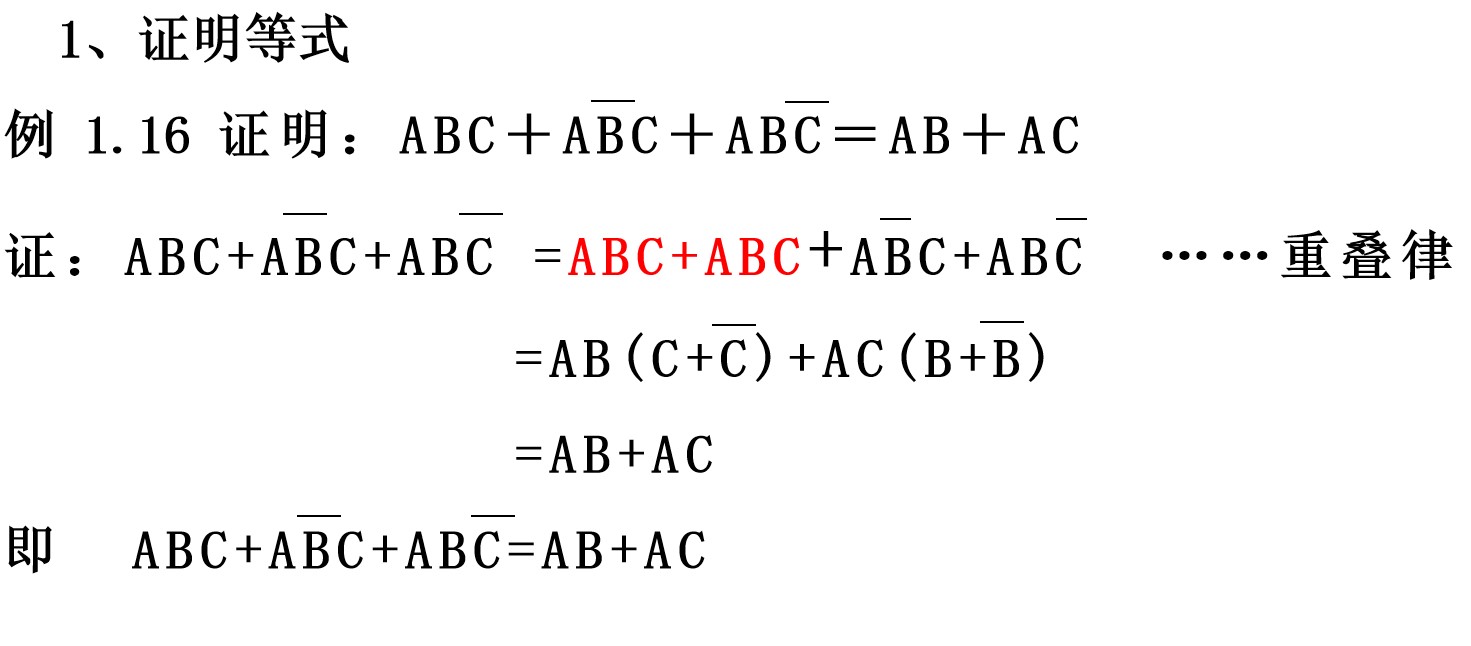 1、证明等式
例 1.16 证明：ABC＋AB̅C＋ABC̅＝AB＋AC
证：ABC+AB̅C+ABC̅ =ABC+ABC+AB̅C+ABC̅ ……重叠律
=AB(C+C̅)+AC(B+B̅)
=AB+AC
即 ABC+AB̅C+ABC̅=AB+AC